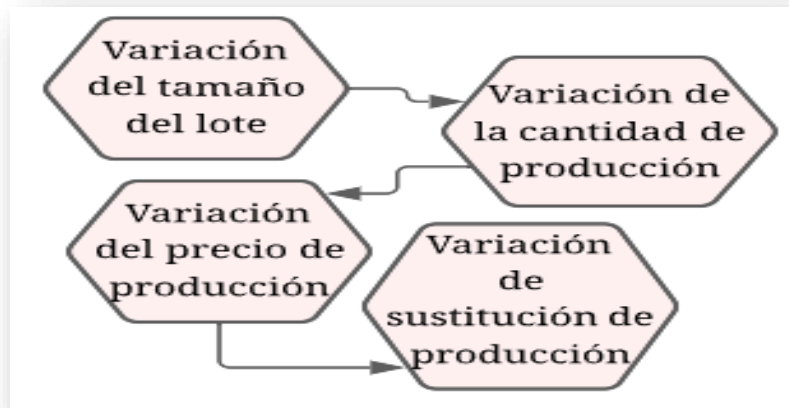 Variación
del tamaño
del lote
Variación de
la cantidad de
producción
Variación
del precio de
producción
Variación
de
sustitución de
producción